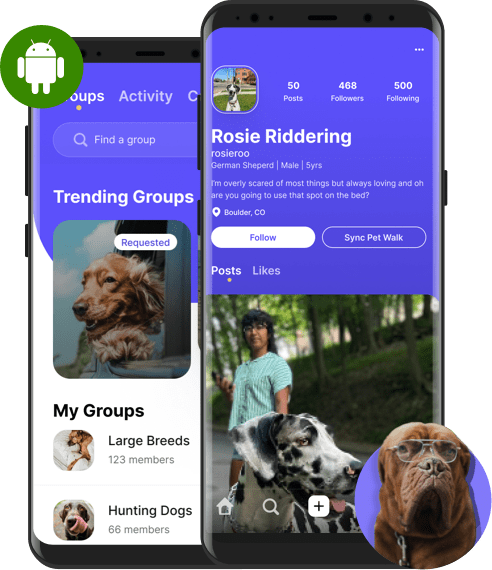 Groups Activity
Find a group
Trending Groups
Requested
My Groups
Large Breeds
123 members
Hunting Dogs
66 members
50
Posts
468
Followers
500
Following
Rosie Riddering
rosieroo
German Sheperd | Male | 5yrs
I'm overly scared of most things but always loving and oh
are you going to use that spot on the bed?
Boulder, CO
Follow
Sync Pet Walk
Posts Likes